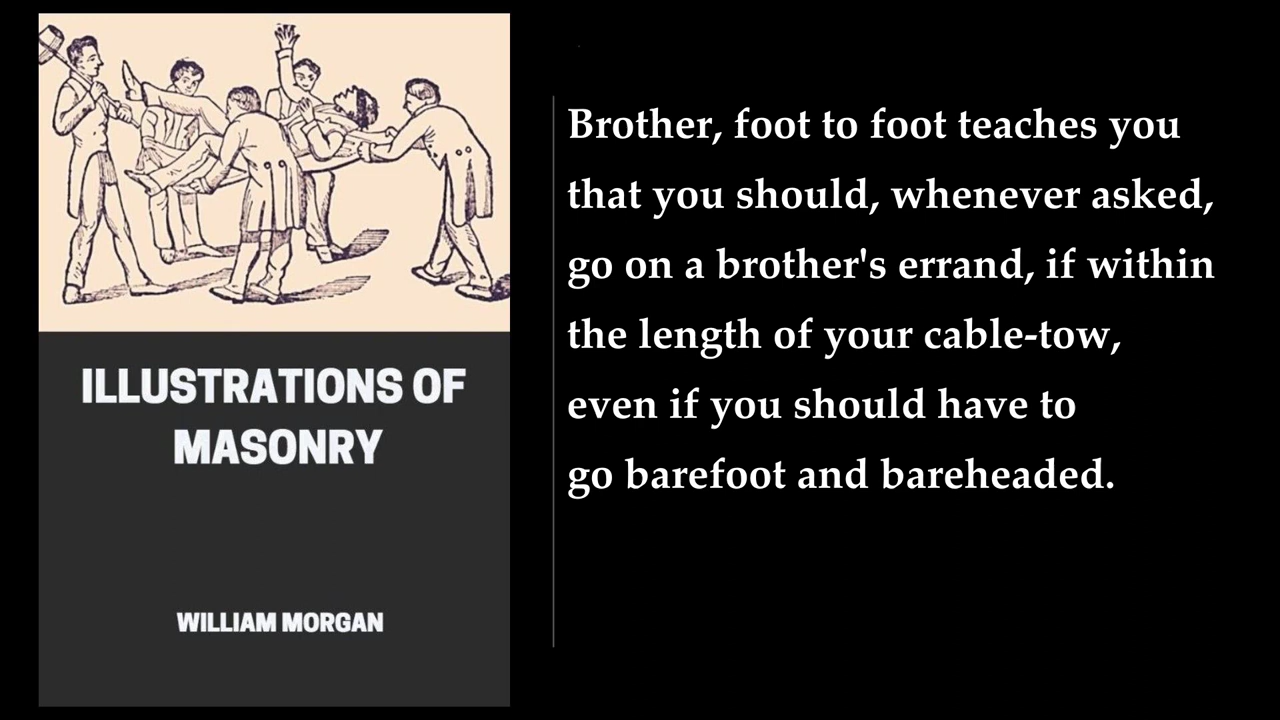 ILLUSTRATIONS OF
MASONRY
WILLIAM MORGAN
Brother, foot to foot teaches you
that you should, whenever asked,
go on a brother's errand, if within
the length of your cable-tow,
even if you should have to
go barefoot and bareheaded.